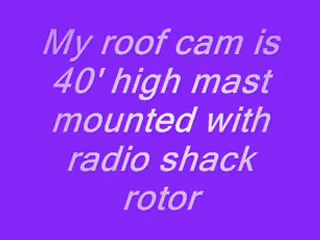 My roof cam is
40' high mast
mounted with
radio shack
rotor